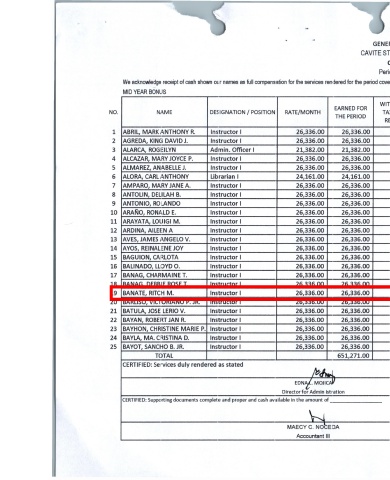 GENE
CAVITE ST
Peri
We acknowledge receipt of cash shown our names as full compensation for the services rendered for the period cove
MID YEAR BONUS
NO. NAME DESIGNATION / POSITION RATE/MONTH EARNED FOR THE PERIOD WIT TA RE
1 ABRIL, MARK ANTHONY R. Instructor I 26,336.00 26,336.00
2 AGREDA, KING DAVID J. Instructor I 26,336.00 26,336.00
3 ALARCA, ROGEILYN Admin. Officer I 21,382.00 21,382.00
4 ALCAZAR, MARY JOYCE P. Instructor I 26,336.00 26,336.00
5 ALMAREZ, ANABELLE J. Instructor I 26,336.00 26,336.00
6 ALORA, CARL ANTHONY Librarian I 24,161.00 24,161.00
7 AMPARO, MARY JANE A. Instructor I 26,336.00 26,336.00
8 ANTOLIN, DELILAH B. Instructor I 26,336.00 26,336.00
9 ANTONIO, ROLANDO Instructor I 26,336.00 26,336.00
10 ARAÑO, RONALD E. Instructor I 26,336.00 26,336.00
11 ARAYATA, LOUIGI M. Instructor I 26,336.00 26,336.00
12 ARDINA, AILEEN A Instructor I 26,336.00 26,336.00
13 AVES, JAMES ANGELO V. Instructor I 26,336.00 26,336.00
14 AYOS, REINALENE JOY Instructor I 26,336.00 26,336.00
15 BAGUION, CARLOTA Instructor I 26,336.00 26,336.00
16 BALINADO, LLOYD O. Instructor I 26,336.00 26,336.00
17 BANAG, CHARMAINE T. Instructor I 26,336.00 26,336.00
18 BANAG, DEBBIE ROSE T. Instructor I 26,336.00 26,336.00
19 BANATE, RITCH M. Instructor I 26,336.00 26,336.00
20 VICTORIANO P. JR. Instructor I 26,336.00 26,336.00
21 BATULA, JOSE LERIO V. Instructor I 26,336.00 26,336.00
22 BAYAN, ROBERT JAN R. Instructor I 26,336.00 26,336.00
23 BAYHON, CHRISTINE MARIE P. Instructor I 26,336.00 26,336.00
24 BAYLA, MA. CRISTINA D. Instructor I 26,336.00 26,336.00
25 BAYOT, SANCHO B. JR. Instructor I 26,336.00 26,336.00
TOTAL 651,271.00
CERTIFIED: Services duly rendered as stated
EDNA L. MOJICA
Director for Administration
CERTIFIED: Supporting documents complete and proper and cash available in the amount of
MAECY C. NOCEDA
Accountant III